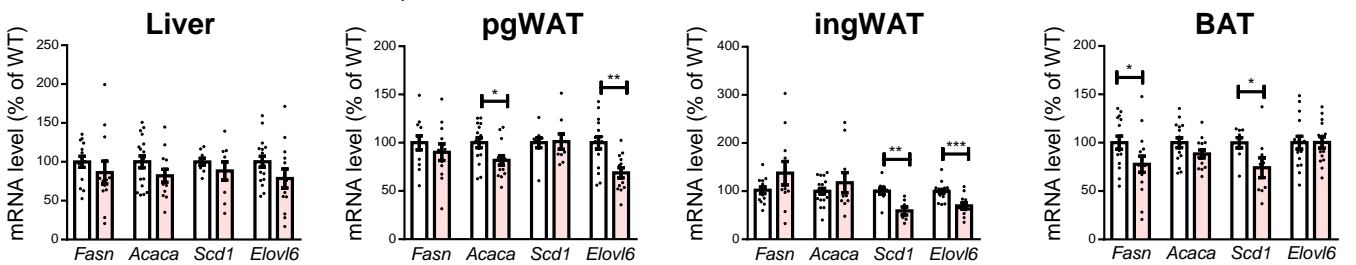 Liver
mRNA level (% of WT)
250
200
150
100
50
0
Fasn Acaca Scd1 Elovl6
pgWAT
mRNA level (% of WT)
200
150
100
50
0
*
**
Fasn Acaca Scd1 Elovl6
ingWAT
mRNA level (% of WT)
400
300
200
100
0
**
***
Fasn Acaca Scd1 Elovl6
BAT
mRNA level (% of WT)
200
150
100
50
0
*
*
Fasn Acaca Scd1 Elovl6